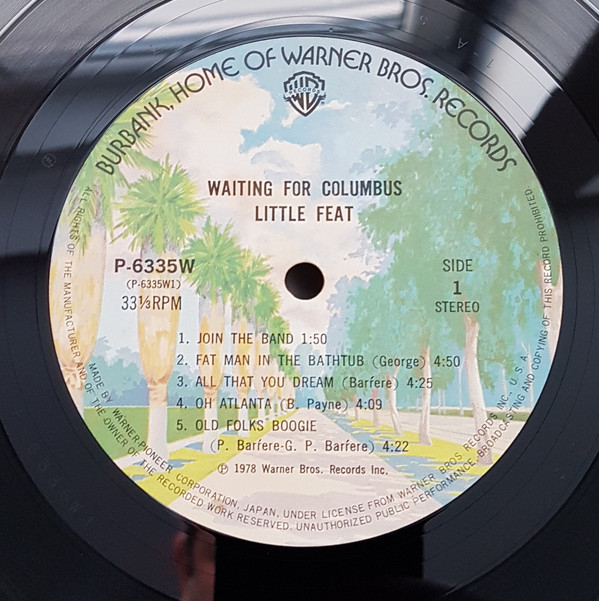 BURBANK, HOME OF WARNER BROS. RECORDS
W
RECORDS
WAITING FOR COLUMBUS
LITTLE FEAT
P-6335W
(P-6335W1)
33⅓RPM
SIDE
1
STEREO
1. JOIN THE BAND 1:50
2. FAT MAN IN THE BATHTUB (George) 4:50
3. ALL THAT YOU DREAM (Barfere) 4:25
4. OH ATLANTA (B. Payne) 4:09
5. OLD FOLKS BOOGIE
(P. Barfere-G. P. Barfere) 4:22
Ⓟ 1978 Warner Bros. Records Inc.
MADE BY WARNER-PIONEER CORPORATION, JAPAN, UNDER LICENSE FROM WARNER BROS RECORDS INC., U.S.A.
ALL RIGHTS OF THE MANUFACTURER AND OF THE OWNER OF THE RECORDED WORK RESERVED. UNAUTHORIZED PUBLIC PERFORMANCE, BROADCASTING AND COPYING OF THIS RECORD PROHIBITED